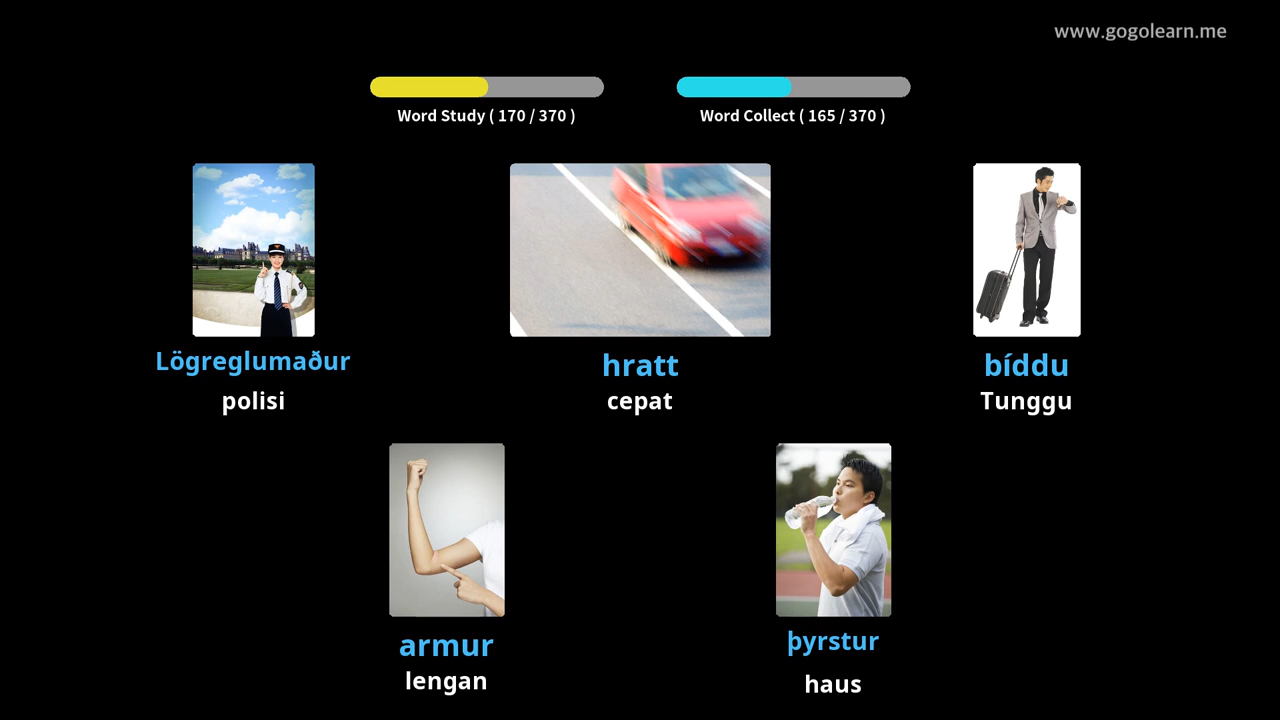 www.gogolearn.me
Word Study ( 170 / 370 )
Word Collect ( 165 / 370 )
Lögreglumaður
polisi
hratt
cepat
bíddu
Tunggu
armur
lengan
þyrstur
haus